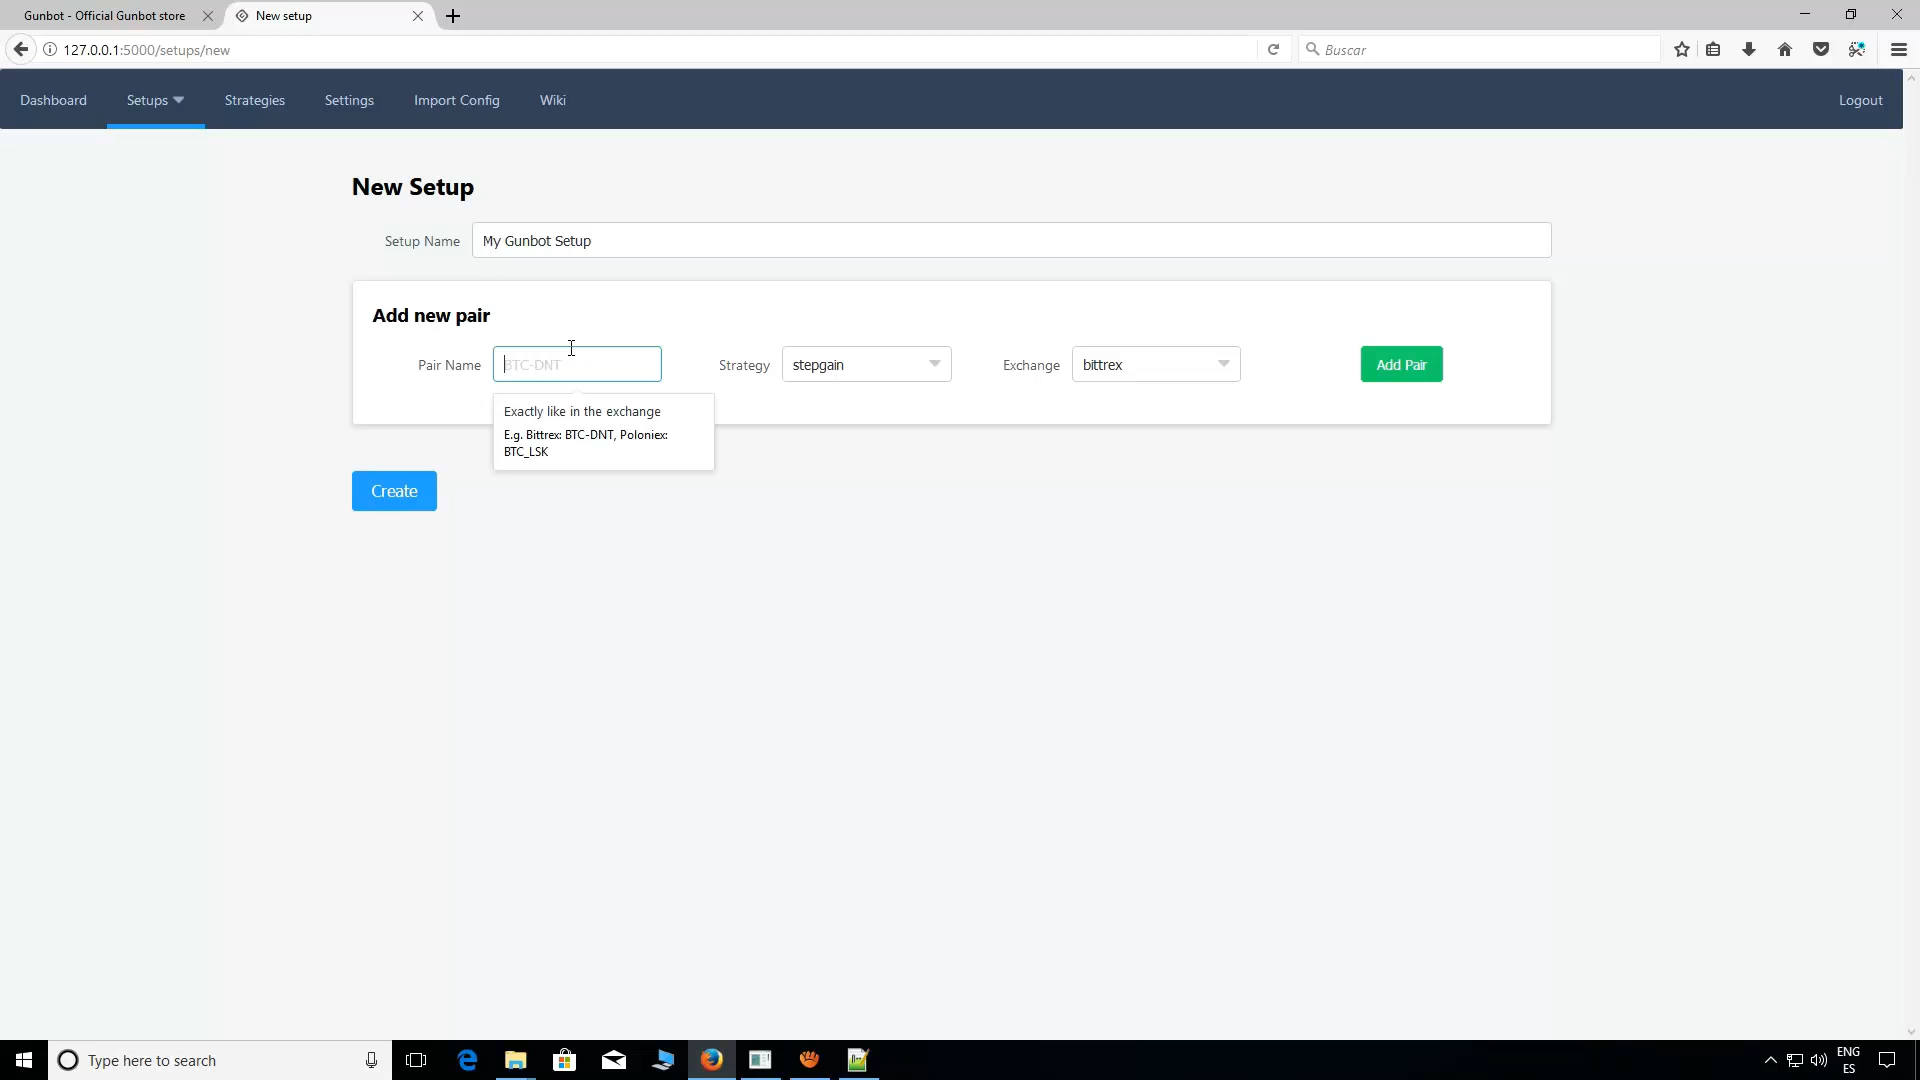 Gunbot - Official Gunbot store
New setup
127.0.0.1:5000/setups/new
Buscar
Dashboard
Setups
Strategies
Settings
Import Config
Wiki
Logout
New Setup
Setup Name
My Gunbot Setup
Add new pair
Pair Name
BTC-DNT
Strategy
stepgain
Exchange
bittrex
Add Pair
Exactly like in the exchange
E.g. Bittrex: BTC-DNT, Poloniex:
BTC_LSK
Create
Type here to search
ENG
ES